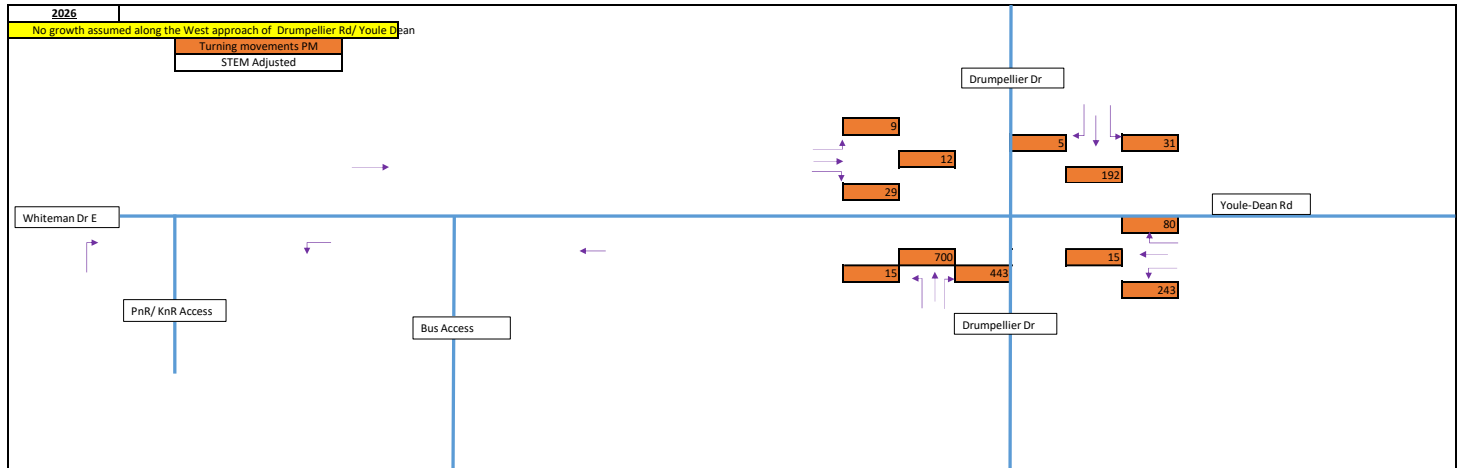 2026
No growth assumed along the West approach of Drumpellier Rd/ Youle Dean
Turning movements PM
STEM Adjusted
Drumpellier Dr
9
5
31
12
192
29
Whiteman Dr E
Youle-Dean Rd
80
700
15
15
443
243
PnR/ KnR Access
Bus Access
Drumpellier Dr